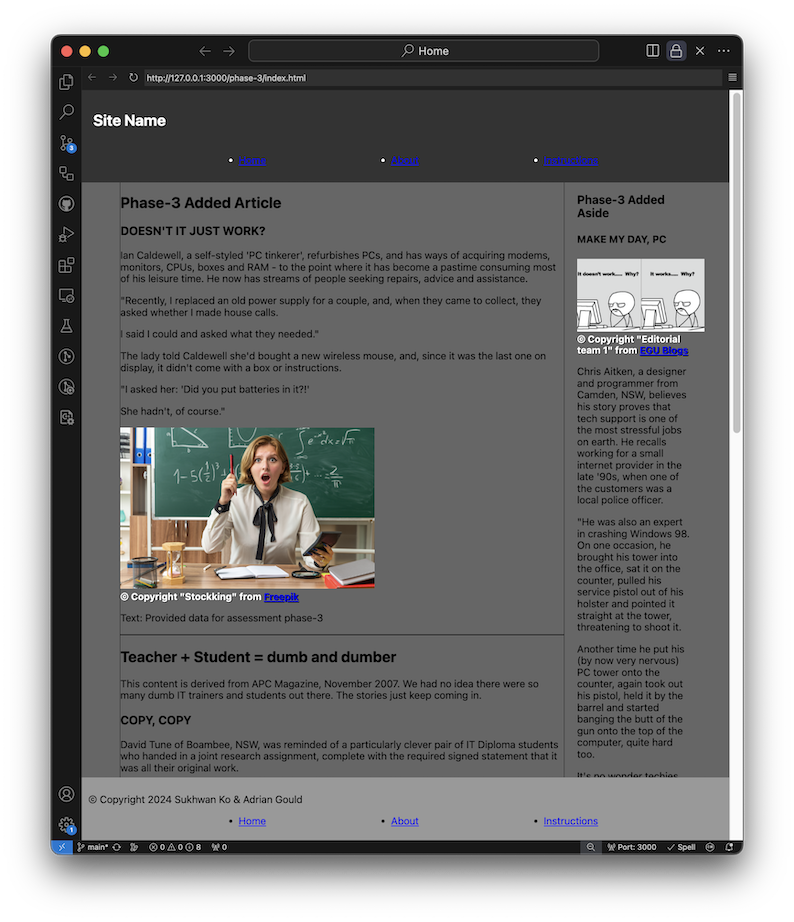 Home
http://127.0.0.1:3000/phase-3/index.html
Site Name
Home
About
Instructions
Phase-3 Added Article
DOESN'T IT JUST WORK?
Ian Caldewell, a self-styled 'PC tinkerer', refurbishes PCs, and has ways of acquiring modems,
monitors, CPUs, boxes and RAM - to the point where it has become a pastime consuming most
of his leisure time. He now has streams of people seeking repairs, advice and assistance.
"Recently, I replaced an old power supply for a couple, and, when they came to collect, they
asked whether I made house calls.
I said I could and asked what they needed."
The lady told Caldewell she'd bought a new wireless mouse, and, since it was the last one on
display, it didn't come with a box or instructions.
"I asked her: 'Did you put batteries in it?!'
She hadn't, of course."
© Copyright "Stockking" from Freepik
Text: Provided data for assessment phase-3
Teacher + Student = dumb and dumber
This content is derived from APC Magazine, November 2007. We had no idea there were so
many dumb IT trainers and students out there. The stories just keep coming in.
COPY, COPY
David Tune of Boambee, NSW, was reminded of a particularly clever pair of IT Diploma students
who handed in a joint research assignment, complete with the required signed statement that it
was all their original work.
Phase-3 Added
Aside
MAKE MY DAY, PC
It doesn't work..... Why?
It works..... Why?
© Copyright "Editorial
team 1" from EGU Blogs
Chris Aitken, a designer
and programmer from
Camden, NSW, believes
his story proves that
tech support is one of
the most stressful jobs
on earth. He recalls
working for a small
internet provider in the
late '90s, when one of
the customers was a
local police officer.
"He was also an expert
in crashing Windows 98.
On one occasion, he
brought his tower into
the office, sat it on the
counter, pulled his
service pistol out of his
holster and pointed it
straight at the tower,
threatening to shoot it.
Another time he put his
(by now very nervous)
PC tower onto the
counter, again took out
his pistol, held it by the
barrel and started
banging the butt of the
gun onto the top of the
computer, quite hard
too.
It's no wonder techies
© Copyright 2024 Sukhwan Ko & Adrian Gould
Home
About
Instructions
3
1
main*
0
0
8
0
Port: 3000
Spell